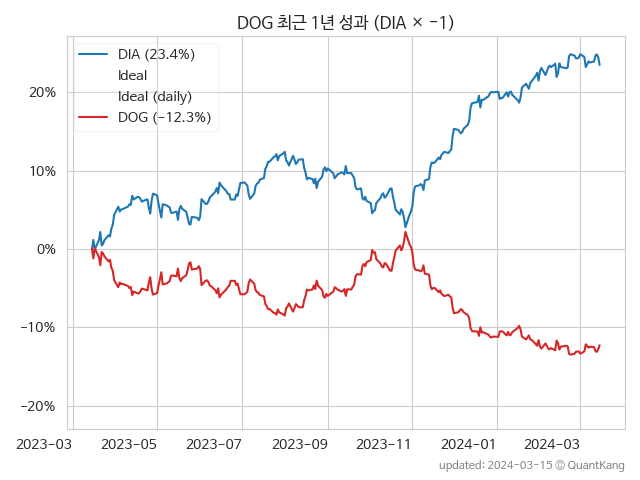 DOG 최근 1년 성과 (DIA × −1)
DIA (23.4%)
Ideal
Ideal (daily)
DOG (−12.3%)
20%
10%
0%
−10%
−20%
2023-03 2023-05 2023-07 2023-09 2023-11 2024-01 2024-03
updated: 2024-03-15 © QuantKang